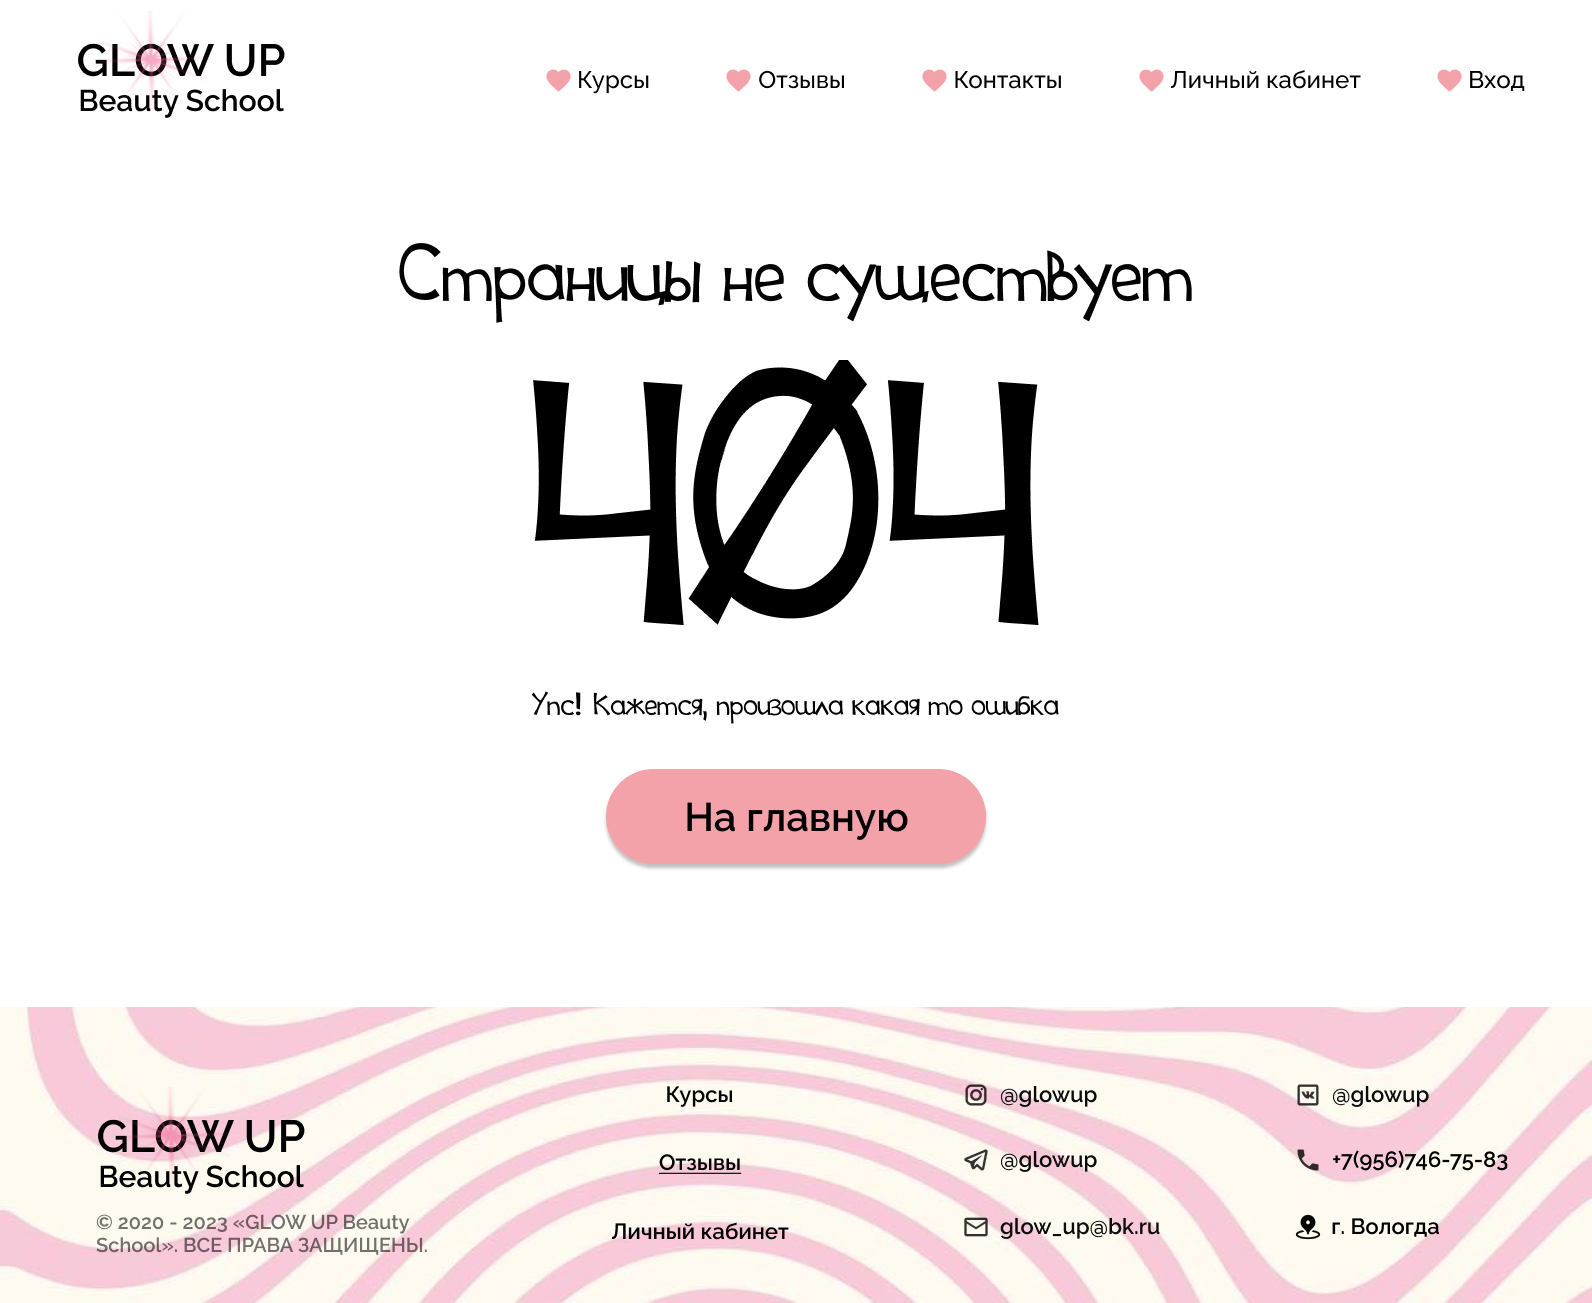 GLOW UP
Beauty School
Курсы
Отзывы
Контакты
Личный кабинет
Вход
Страницы не существует
404
Упс! Кажется, произошла какая то ошибка
На главную
GLOW UP
Beauty School
© 2020 - 2023 «GLOW UP Beauty
School». ВСЕ ПРАВА ЗАЩИЩЕНЫ.
Курсы
Отзывы
Личный кабинет
@glowup
@glowup
glow_up@bk.ru
@glowup
+7(956)746-75-83
г. Вологда